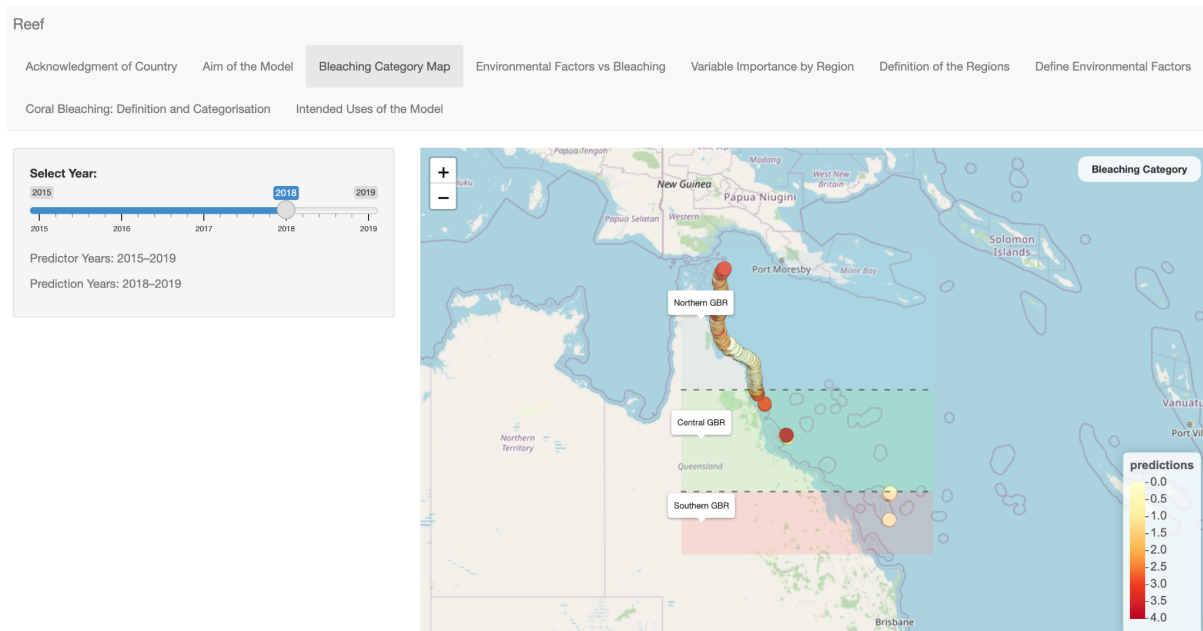 Reef
Acknowledgment of Country
Aim of the Model
Bleaching Category Map
Environmental Factors vs Bleaching
Variable Importance by Region
Definition of the Regions
Define Environmental Factors
Coral Bleaching: Definition and Categorisation
Intended Uses of the Model
Select Year:
2015
2018
2019
2015
2016
2017
2018
2019
Predictor Years: 2015–2019
Prediction Years: 2018–2019
+
−
Papua Tengah
Madang
West New
Britain
New Guinea
Papua Niugini
Papua Selatan
Western
Solomon
Islands
Port Moresby
Milne Bay
Bleaching Category
Northern GBR
Central GBR
Southern GBR
Northern
Territory
Queensland
Brisbane
predictions
0.0
0.5
1.0
1.5
2.0
2.5
3.0
3.5
4.0